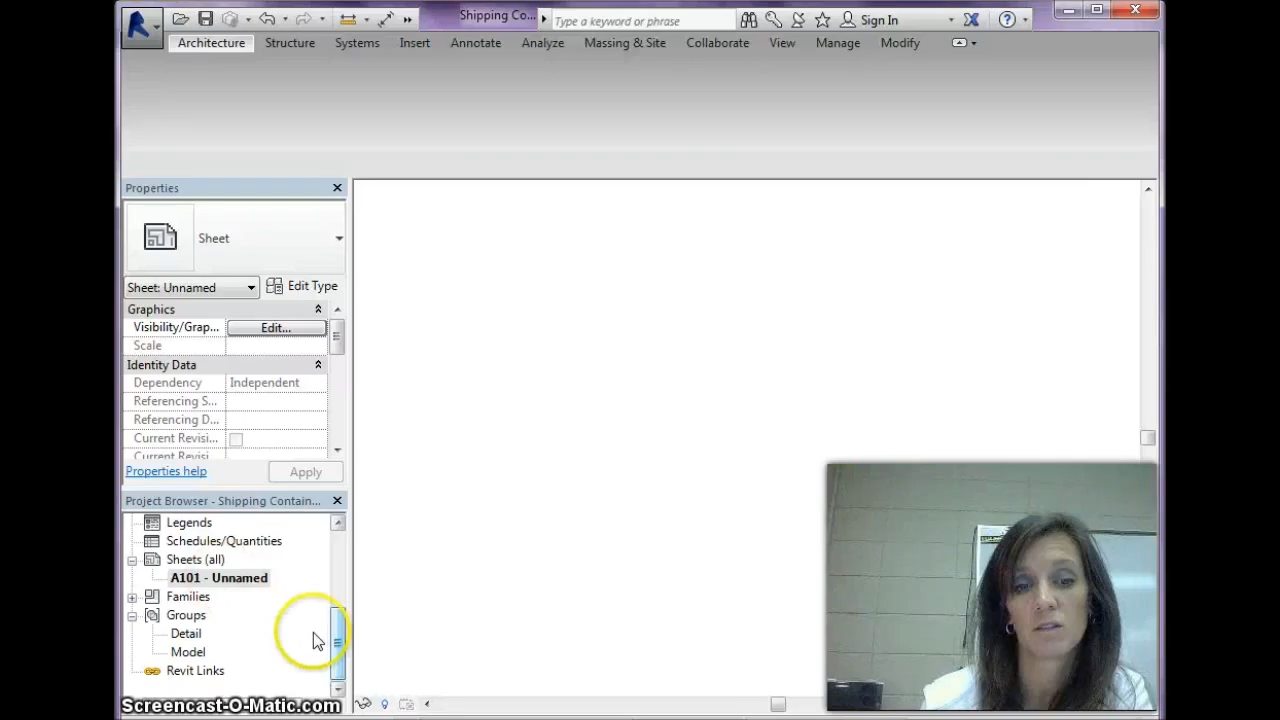 Shipping Co...
Type a keyword or phrase
Sign In
Architecture
Structure
Systems
Insert
Annotate
Analyze
Massing & Site
Collaborate
View
Manage
Modify
Properties
Sheet
Sheet: Unnamed
Edit Type
Graphics
Visibility/Grap...
Edit...
Scale
Identity Data
Dependency
Independent
Referencing S...
Referencing D...
Current Revisi...
Current Revisi
Properties help
Apply
Project Browser - Shipping Contain...
Legends
Schedules/Quantities
Sheets (all)
A101 - Unnamed
Families
Groups
Detail
Model
Revit Links
Screencast-O-Matic.com